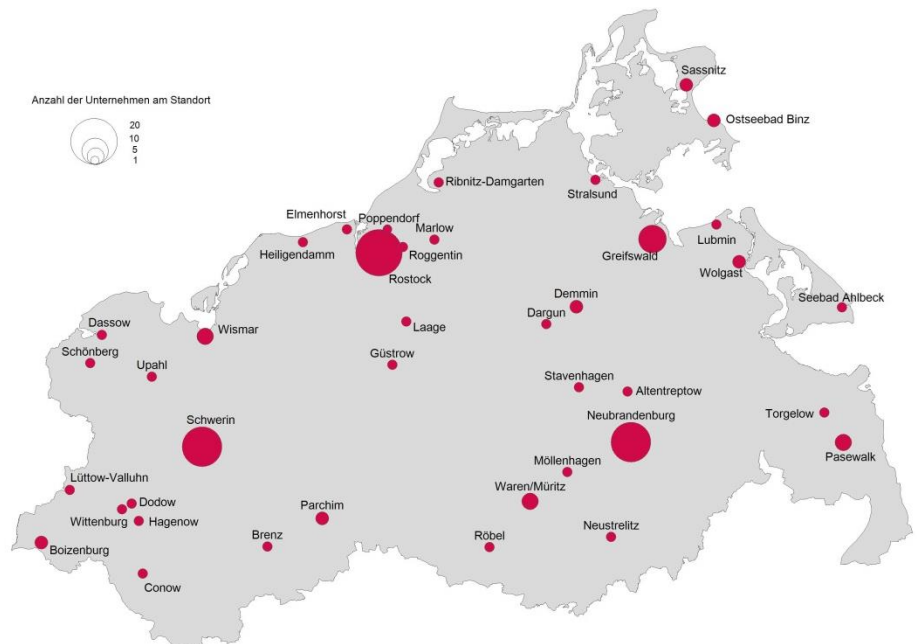 Sassnitz
Anzahl der Unternehmen am Standort
20
10
5
1
Ostseebad Binz
Ribnitz-Damgarten
Stralsund
Elmenhorst
Poppendorf
Marlow
Lubmin
Heiligendamm
Roggentin
Greifswald
Rostock
Wolgast
Seebad Ahlbeck
Demmin
Dassow
Wismar
Laage
Dargun
Schönberg
Upahl
Güstrow
Stavenhagen
Altentreptow
Schwerin
Neubrandenburg
Torgelow
Pasewalk
Lüttow-Valluhn
Möllenhagen
Waren/Müritz
Dodow
Parchim
Wittenburg
Hagenow
Brenz
Röbel
Neustrelitz
Boizenburg
Conow